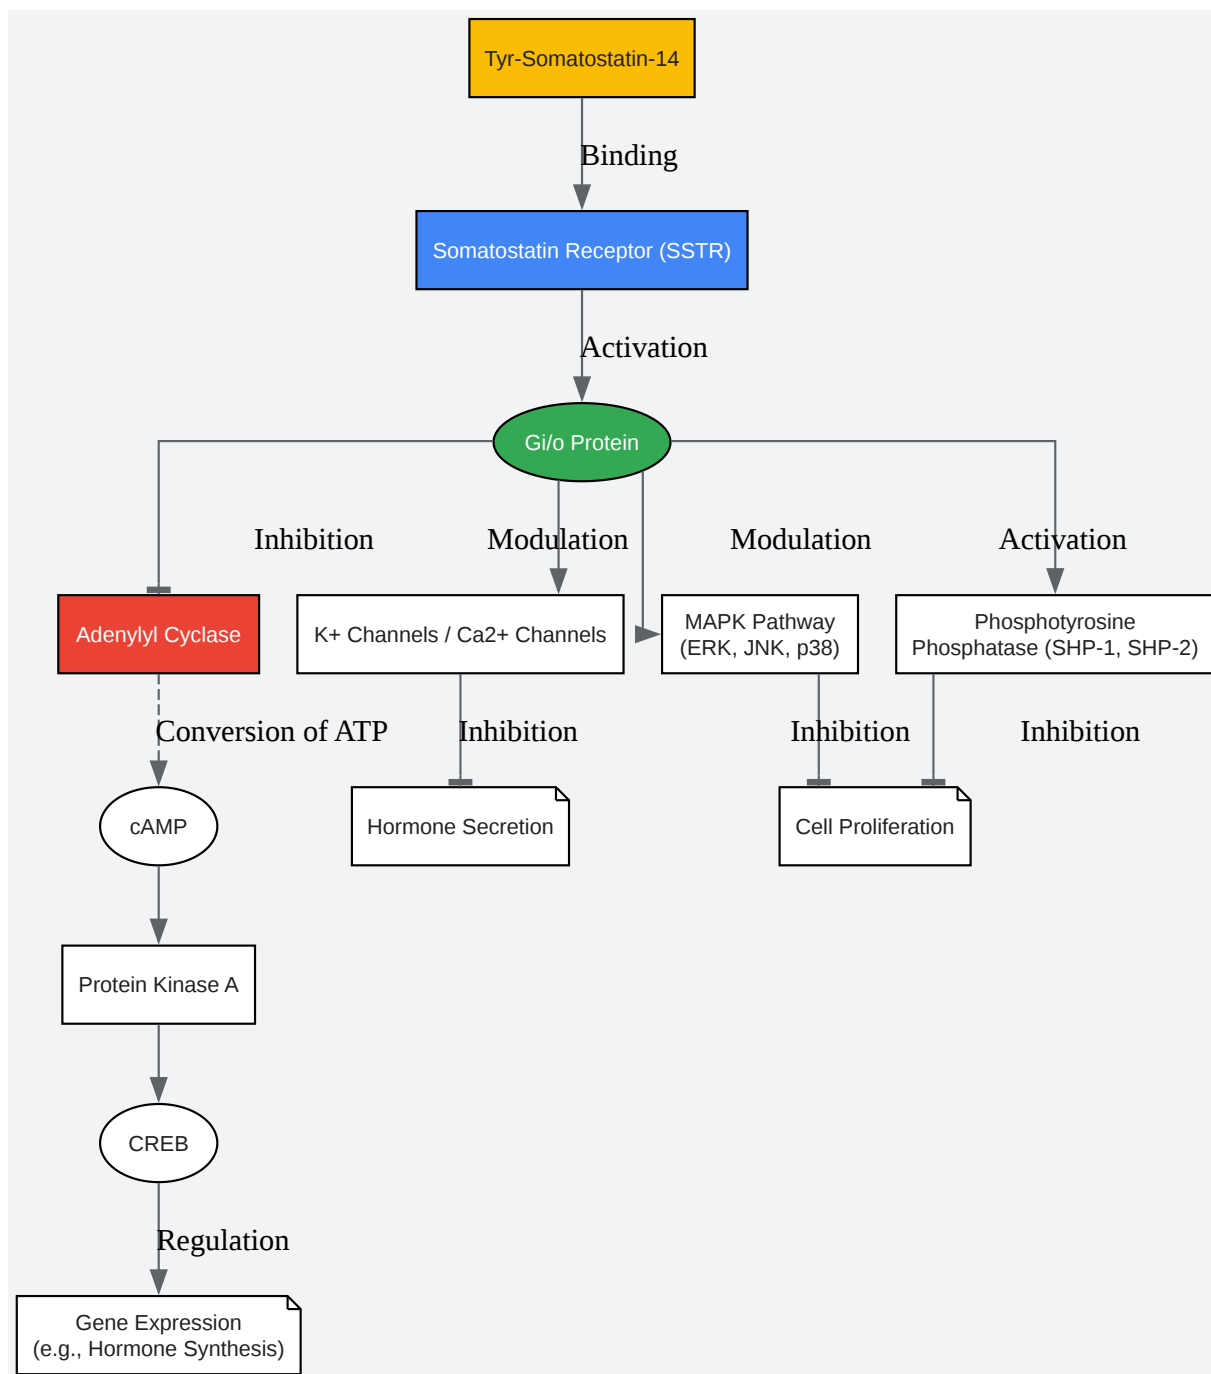 Tyr-Somatostatin-14
Binding
Somatostatin Receptor (SSTR)
Activation
Gi/o Protein
Inhibition
Modulation
Modulation
Activation
Adenylyl Cyclase
K+ Channels / Ca2+ Channels
MAPK Pathway
(ERK, JNK, p38)
Phosphotyrosine
Phosphatase (SHP-1, SHP-2)
Conversion of ATP
Inhibition
Inhibition
Inhibition
cAMP
Hormone Secretion
Cell Proliferation
Protein Kinase A
CREB
Regulation
Gene Expression
(e.g., Hormone Synthesis)